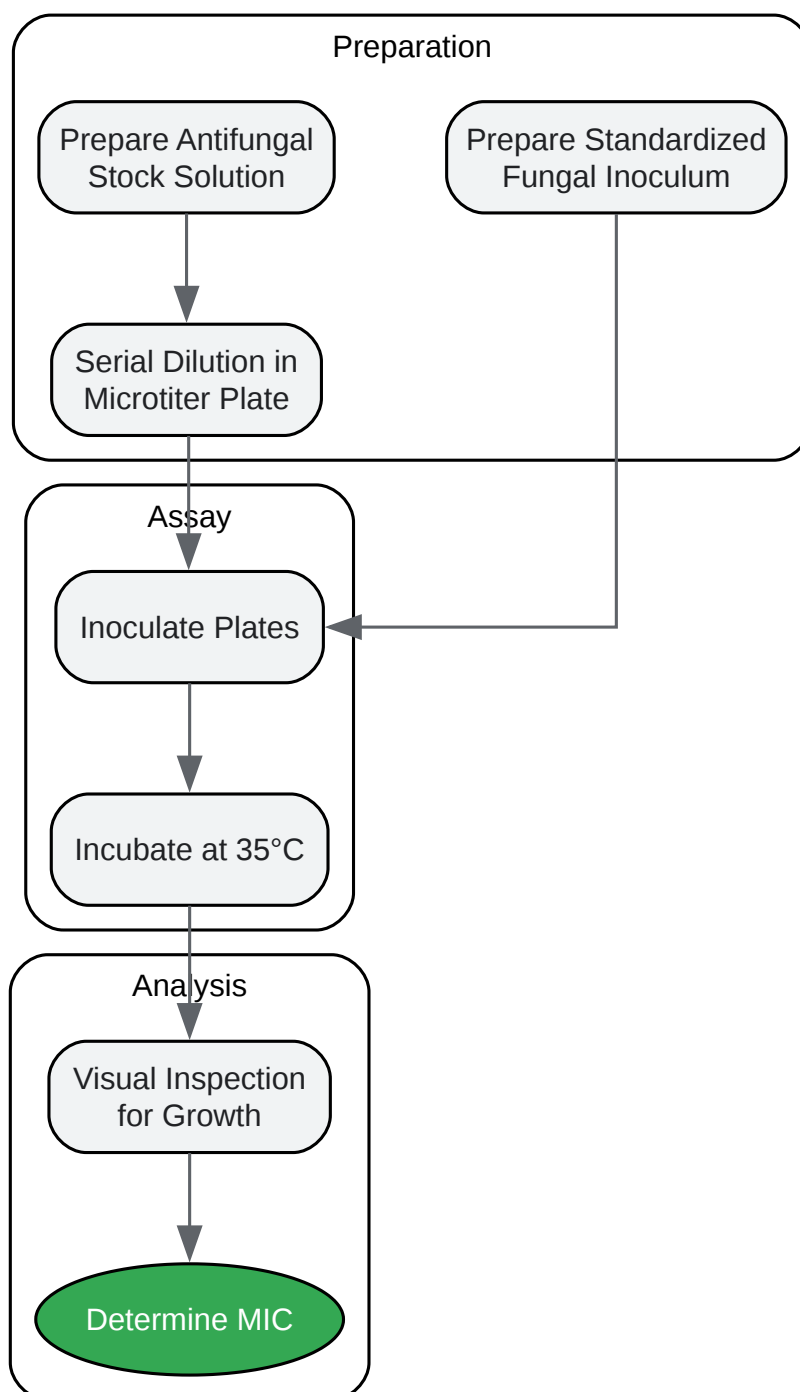 Preparation
Prepare Antifungal
Stock Solution
Prepare Standardized
Fungal Inoculum
Serial Dilution in
Microtiter Plate
Assay
Inoculate Plates
Incubate at 35°C
Analysis
Visual Inspection
for Growth
Determine MIC